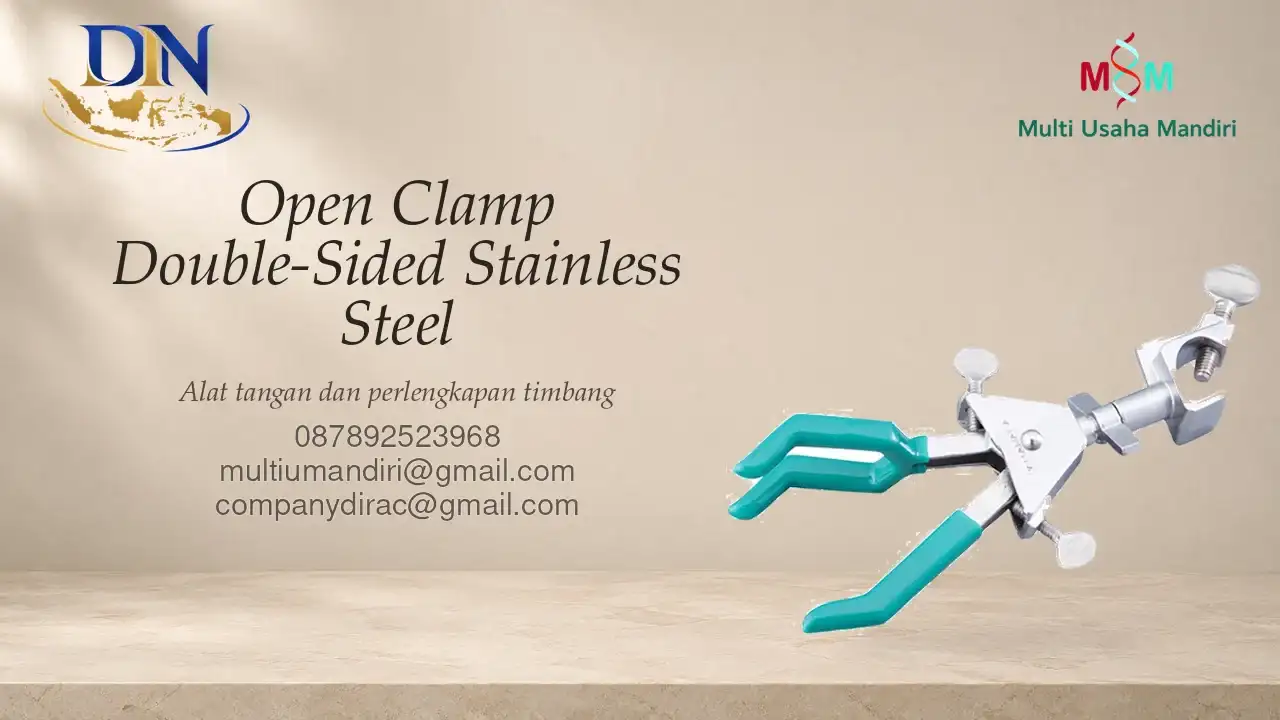 DIN
MSM
Multi Usaha Mandiri
Open Clamp
Double-Sided Stainless
Steel
Alat tangan dan perlengkapan timbang
087892523968
multiumandiri@gmail.com
companydirac@gmail.com